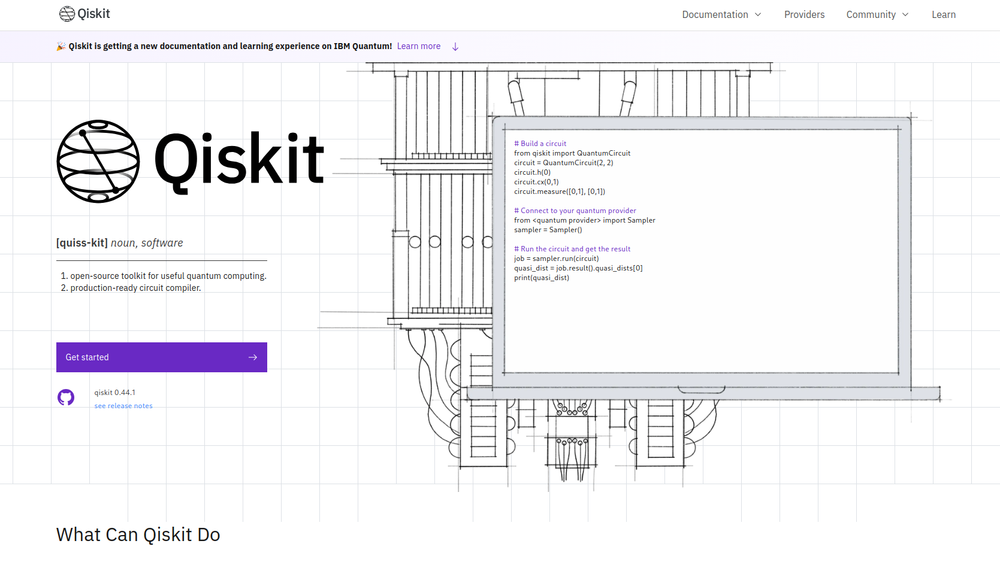 Qiskit
Documentation
Providers
Community
Learn
🎉 Qiskit is getting a new documentation and learning experience on IBM Quantum! Learn more ↓
Qiskit
[quiss-kit] noun, software
1. open-source toolkit for useful quantum computing.
2. production-ready circuit compiler.
Get started →
qiskit 0.44.1
see release notes
# Build a circuit
from qiskit import QuantumCircuit
circuit = QuantumCircuit(2, 2)
circuit.h(0)
circuit.cx(0,1)
circuit.measure([0,1], [0,1])
# Connect to your quantum provider
from <quantum provider> import Sampler
sampler = Sampler()
# Run the circuit and get the result
job = sampler.run(circuit)
quasi_dist = job.result().quasi_dists[0]
print(quasi_dist)
What Can Qiskit Do